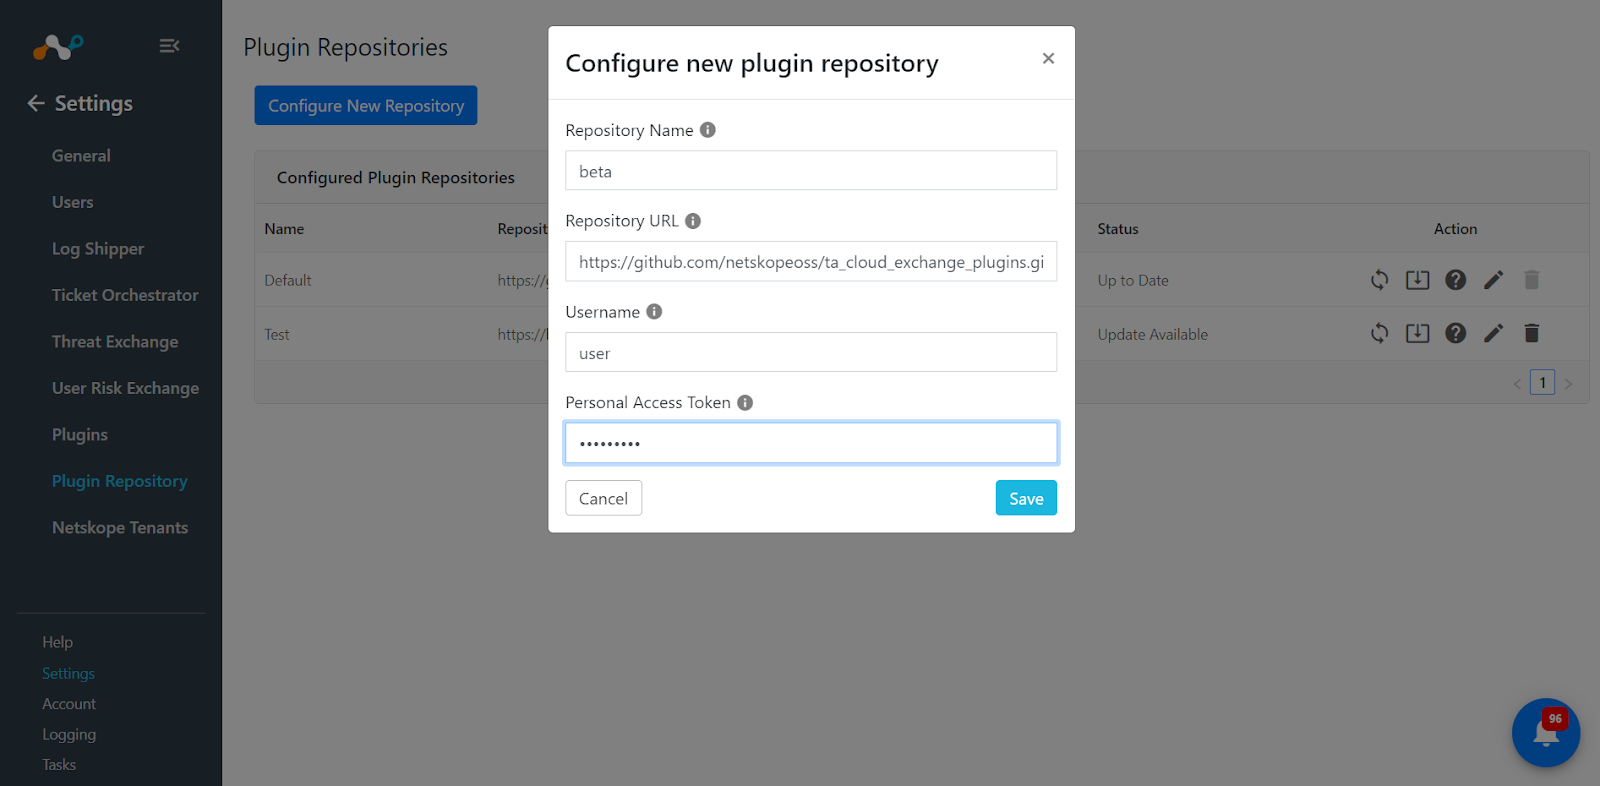 Settings
General
Users
Log Shipper
Ticket Orchestrator
Threat Exchange
User Risk Exchange
Plugins
Plugin Repository
Netskope Tenants
Help
Settings
Account
Logging
Tasks
Plugin Repositories
Configure New Repository
Configured Plugin Repositories
Name Reposit Status Action
Default https:// Up to Date
Test https:// Update Available
< 1 >
Configure new plugin repository ×
Repository Name
beta
Repository URL
https://github.com/netskopeoss/ta_cloud_exchange_plugins.gi
Username
user
Personal Access Token
•••••••••
Cancel Save
96